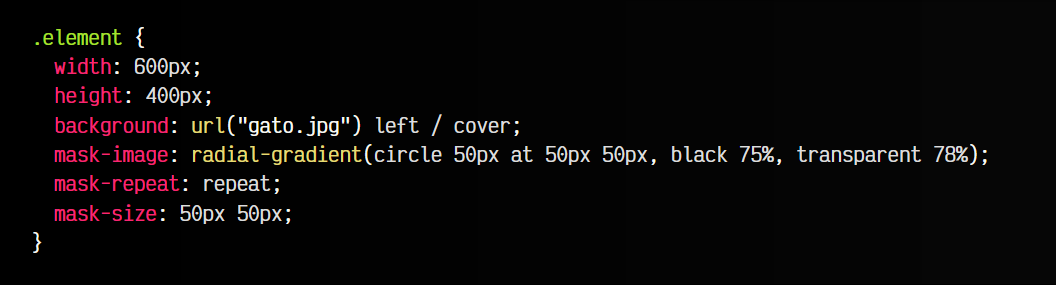 .element {
  width: 600px;
  height: 400px;
  background: url("gato.jpg") left / cover;
  mask-image: radial-gradient(circle 50px at 50px 50px, black 75%, transparent 78%);
  mask-repeat: repeat;
  mask-size: 50px 50px;
}